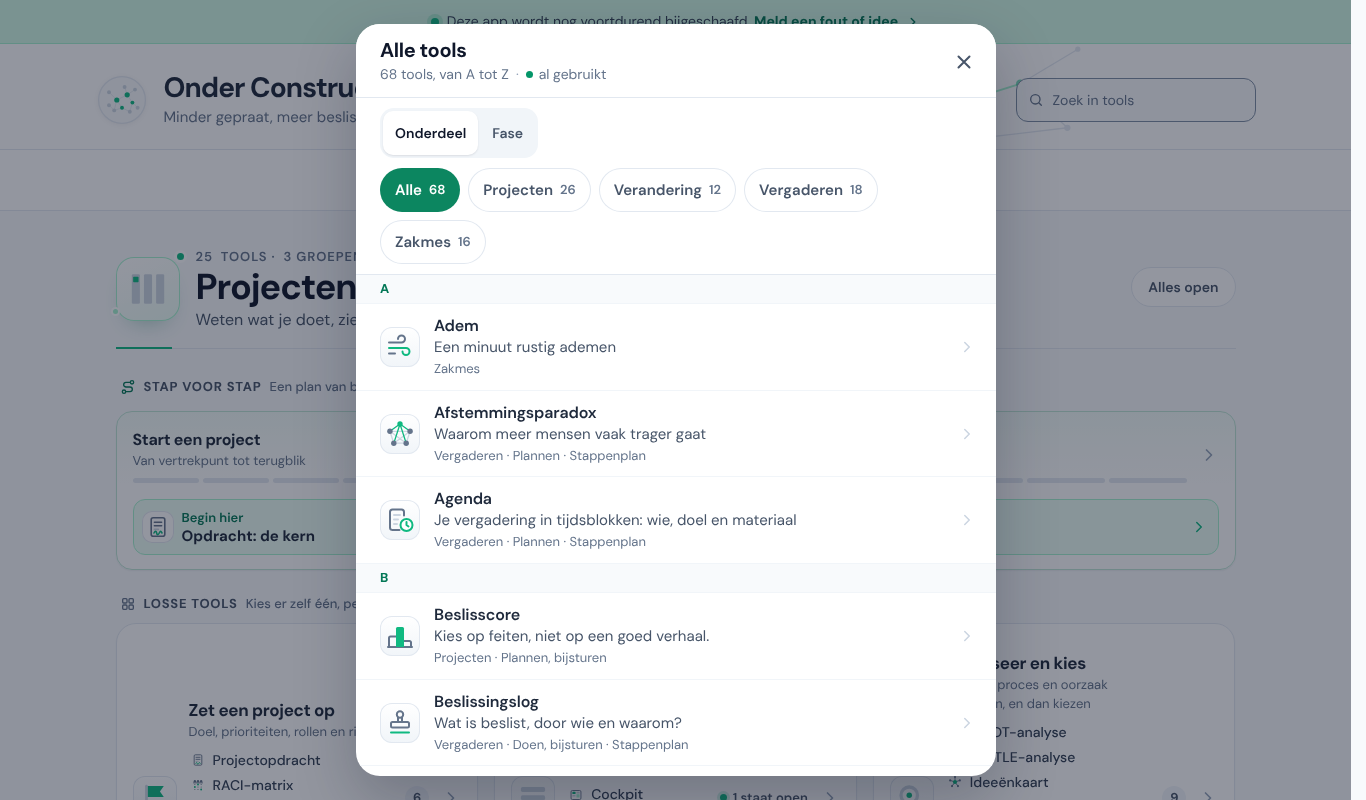 Deze app wordt nog voortdurend bijgeschaafd. Meld een fout of idee
Onder Constru
Minder gepraat, meer beslis
Zoek in tools
Alle tools
68 tools, van A tot Z · al gebruikt
Onderdeel Fase
Alle 68 Projecten 26 Verandering 12 Vergaderen 18
Zakmes 16
A
Adem
Een minuut rustig ademen
Zakmes
Afstemmingsparadox
Waarom meer mensen vaak trager gaat
Vergaderen · Plannen · Stappenplan
Agenda
Je vergadering in tijdsblokken: wie, doel en materiaal
Vergaderen · Plannen · Stappenplan
B
Beslisscore
Kies op feiten, niet op een goed verhaal.
Projecten · Plannen, bijsturen
Beslissingslog
Wat is beslist, door wie en waarom?
Vergaderen · Doen, bijsturen · Stappenplan
25 TOOLS · 3 GROEPEN
Projecten
Weten wat je doet, zie
Alles open
STAP VOOR STAP Een plan van b
Start een project
Van vertrekpunt tot terugblik
Begin hier
Opdracht: de kern
LOSSE TOOLS Kies er zelf één, pe
Zet een project op
Doel, prioriteiten, rollen en ri
Projectopdracht
RACI-matrix
6
Cockpit
1 staat open
seer en kies
proces en oorzaak
n, en dan kiezen
OT-analyse
TLE-analyse
Ideeënkaart
9